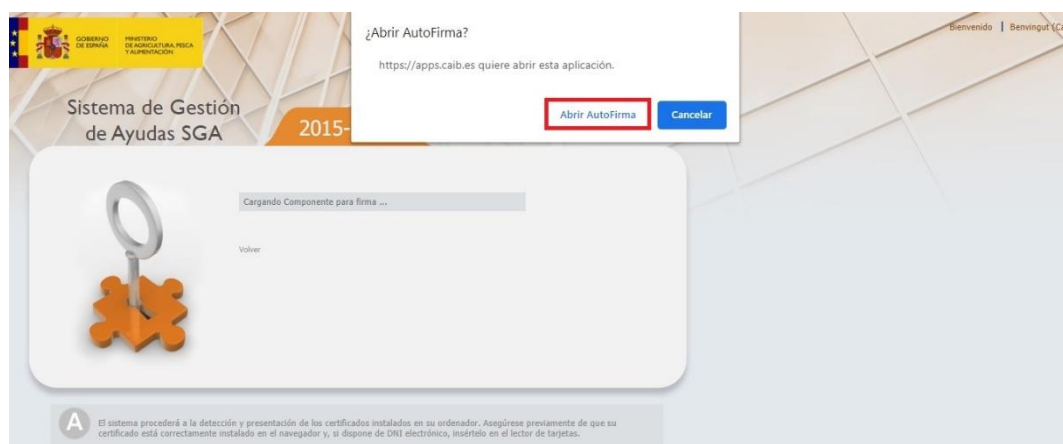 GOBIERNO
DE ESPAÑA
MINISTERIO
DE AGRICULTURA, PESCA
Y ALIMENTACIÓN
¿Abrir AutoFirma?
https://apps.caib.es quiere abrir esta aplicación.
Abrir AutoFirma
Cancelar
Bienvenido | Benvingut (Ca
Sistema de Gestión
de Ayudas SGA
2015-
Cargando Componente para firma ...
Volver
A
El sistema procederá a la detección y presentación de los certificados instalados en su ordenador. Asegúrese previamente de que su
certificado está correctamente instalado en el navegador y, si dispone de DNI electrónico, insértelo en el lector de tarjetas.